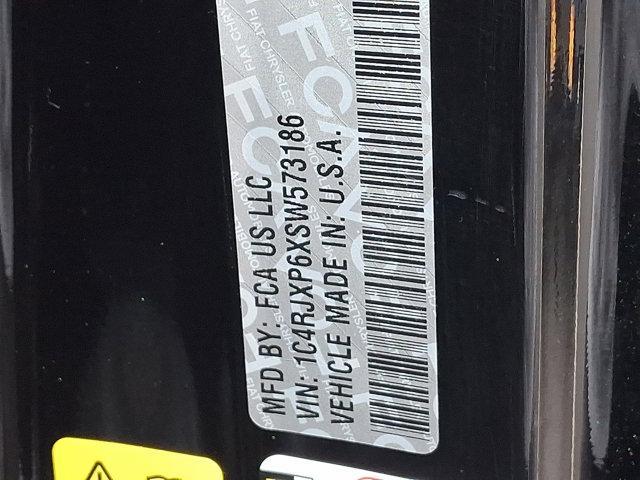 MFD BY: FCA US LLC
VIN: 1C4RJXP6XSW573186
VEHICLE MADE IN: U.S.A.